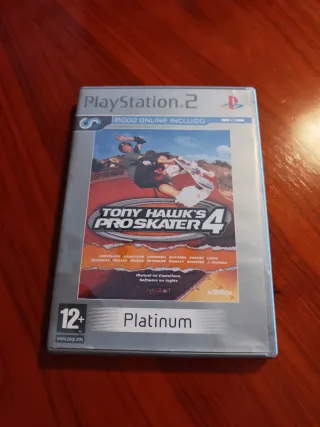 PlayStation 2
MODO ONLINE INCLUIDO
TONY HAWK'S
PRO SKATER 4
Manual en Castellano
Software en Inglés
ACTIVISION
12+
www.pegi.info
Platinum